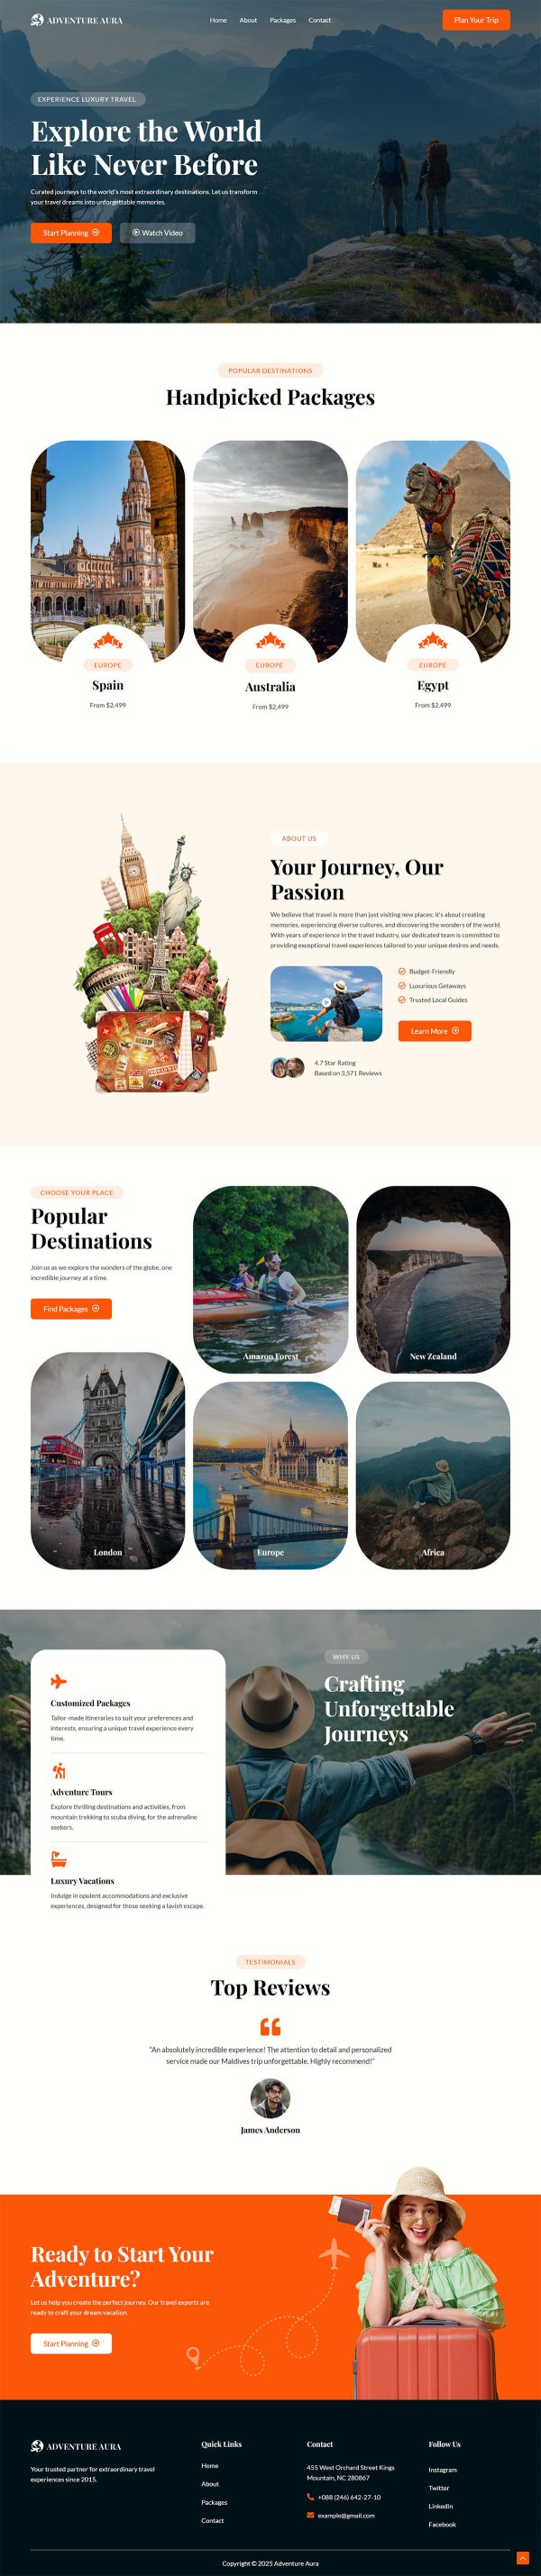 ADVENTURE AURA
Home
About
Packages
Contact
Plan Your Trip
EXPERIENCE LUXURY TRAVEL
Explore the World
Like Never Before
Curated journeys to the world's most extraordinary destinations. Let us transform
your travel dreams into unforgettable memories.
Start Planning
Watch Video
POPULAR DESTINATIONS
Handpicked Packages
EUROPE
Spain
From $2,499
EUROPE
Australia
From $2,499
EUROPE
Egypt
From $2,499
ABOUT US
Your Journey, Our
Passion
We believe that travel is more than just visiting new places; it's about creating
memories, experiencing diverse cultures, and discovering the wonders of the world.
With years of experience in the travel industry, our dedicated team is committed to
providing exceptional travel experiences tailored to your unique desires and needs.
Budget-Friendly
Luxurious Getaways
Trusted Local Guides
Learn More
4.7 Star Rating
Based on 3,571 Reviews
CHOOSE YOUR PLACE
Popular
Destinations
Join us as we explore the wonders of the globe, one
incredible journey at a time.
Find Packages
Amazon Forest
New Zealand
London
Europe
Africa
WHY US
Crafting
Unforgettable
Journeys
Customized Packages
Tailor-made itineraries to suit your preferences and
interests, ensuring a unique travel experience every
time.
Adventure Tours
Explore thrilling destinations and activities, from
mountain trekking to scuba diving, for the adrenaline
seekers.
Luxury Vacations
Indulge in opulent accommodations and exclusive
experiences, designed for those seeking a lavish escape.
TESTIMONIALS
Top Reviews
"An absolutely incredible experience! The attention to detail and personalized
service made our Maldives trip unforgettable. Highly recommend!"
James Anderson
Ready to Start Your
Adventure?
Let us help you create the perfect journey. Our travel experts are
ready to craft your dream vacation.
Start Planning
ADVENTURE AURA
Your trusted partner for extraordinary travel
experiences since 2015.
Quick Links
Home
About
Packages
Contact
Contact
455 West Orchard Street Kings
Mountain, NC 280867
+088 (246) 642-27-10
example@gmail.com
Follow Us
Instagram
Twitter
LinkedIn
Facebook
Copyright © 2025 Adventure Aura